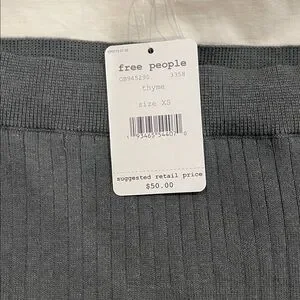 free people
OB945290 3358
thyme
size XS
suggested retail price
$50.00